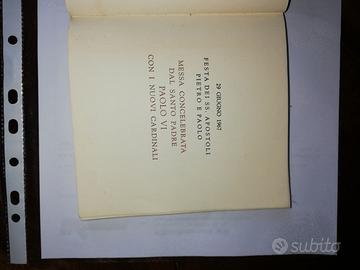 29 GIUGNO 1967
FESTA DEI SS. APOSTOLI
PIETRO E PAOLO
MESSA CONCELEBRATA
DAL SANTO PADRE
PAOLO VI
CON I NUOVI CARDINALI
subito